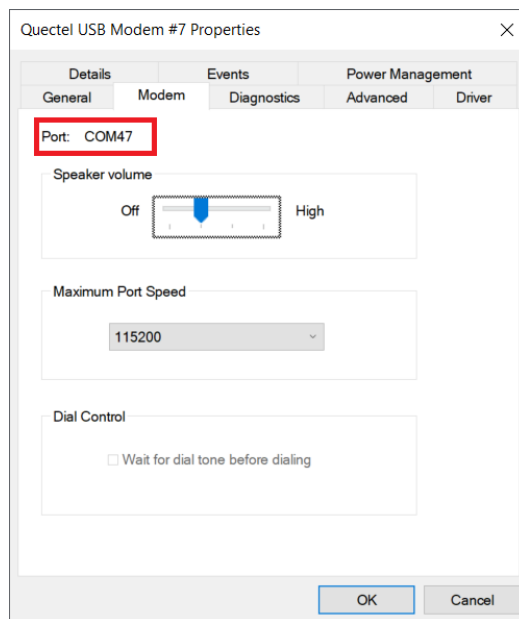 Quectel USB Modem #7 Properties
Details Events Power Management
General Modem Diagnostics Advanced Driver
Port: COM47
Speaker volume
Off High
Maximum Port Speed
115200
Dial Control
Wait for dial tone before dialing
OK Cancel